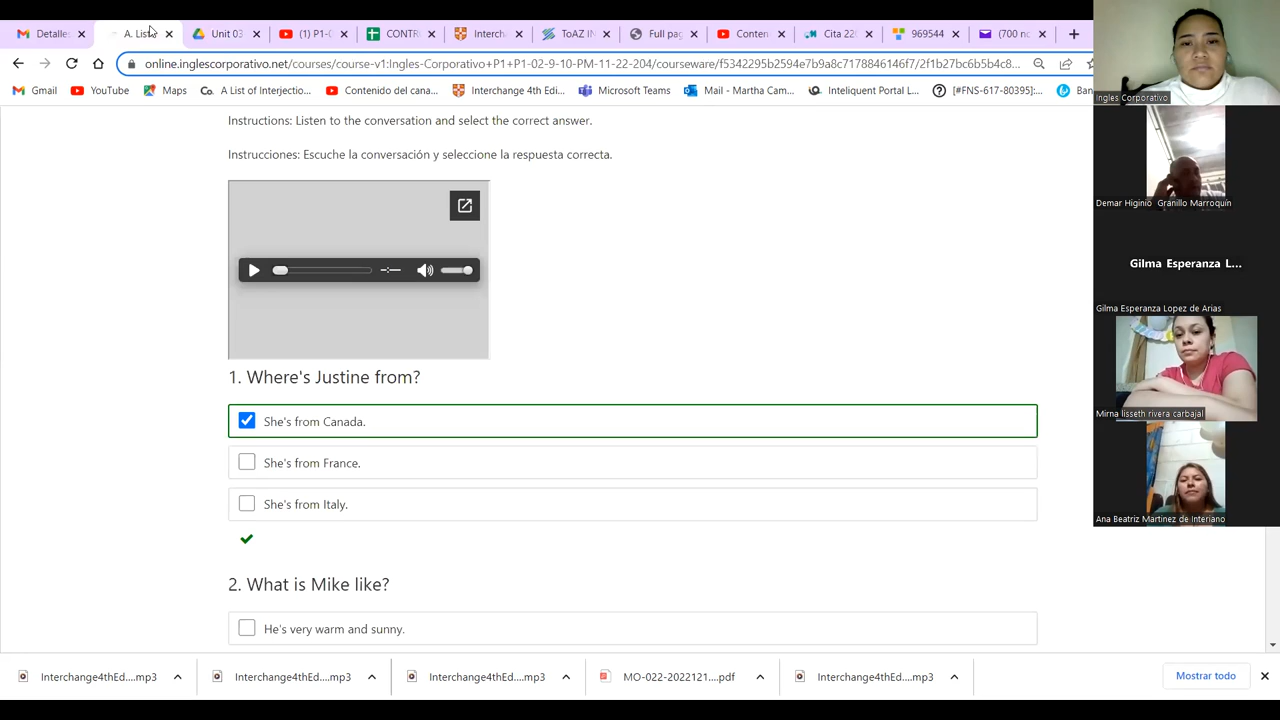 Detalle
A. List
Unit 03
(1) P1-
CONTR
Interch
ToAZ IN
Full pag
Conten
Cita 220
969544
(700 n
online.inglescorporativo.net/courses/course-v1:Ingles-Corporativo+P1+P1-02-9-10-PM-11-22-204/courseware/f5342295b2594e7b9a8c7178846146f7/2f1b27bc6b5b4c8...
Gmail
YouTube
Maps
A List of Interjectio...
Contenido del cana...
Interchange 4th Edi...
Microsoft Teams
Mail - Martha Cam...
Inteliquent Portal L...
[#FNS-617-80395]:...
Ban
Instructions: Listen to the conversation and select the correct answer.
Instrucciones: Escuche la conversación y seleccione la respuesta correcta.
1. Where's Justine from?
She's from Canada.
She's from France.
She's from Italy.
2. What is Mike like?
He's very warm and sunny.
Ingles Corporativo
Demar Higinio Granillo Marroquín
Gilma Esperanza L...
Gilma Esperanza Lopez de Arias
Mirna lisseth rivera carbajal
Ana Beatriz Martinez de Interiano
Interchange4thEd....mp3
Interchange4thEd....mp3
Interchange4thEd....mp3
MO-022-2022121....pdf
Interchange4thEd....mp3
Mostrar todo